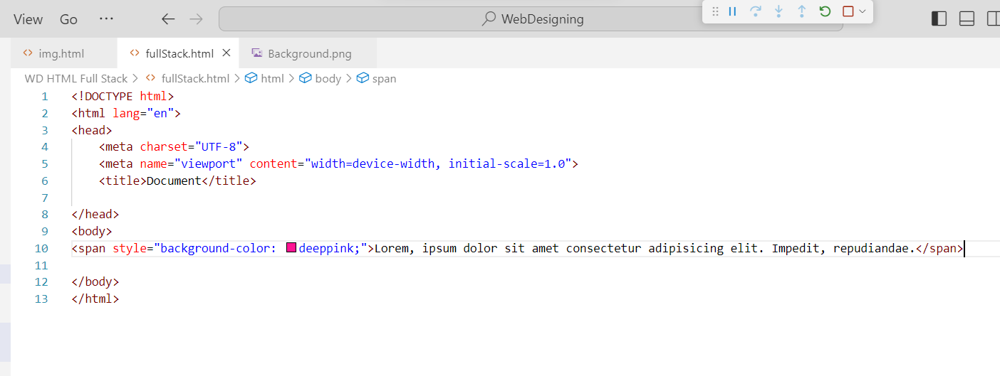 View Go ··· WebDesigning
img.html fullStack.html Background.png
WD HTML Full Stack > fullStack.html > html > body > span
1 <!DOCTYPE html>
2 <html lang="en">
3 <head>
4     <meta charset="UTF-8">
5     <meta name="viewport" content="width=device-width, initial-scale=1.0">
6     <title>Document</title>
7
8 </head>
9 <body>
10 <span style="background-color: deeppink;">Lorem, ipsum dolor sit amet consectetur adipisicing elit. Impedit, repudiandae.</span>
11
12 </body>
13 </html>